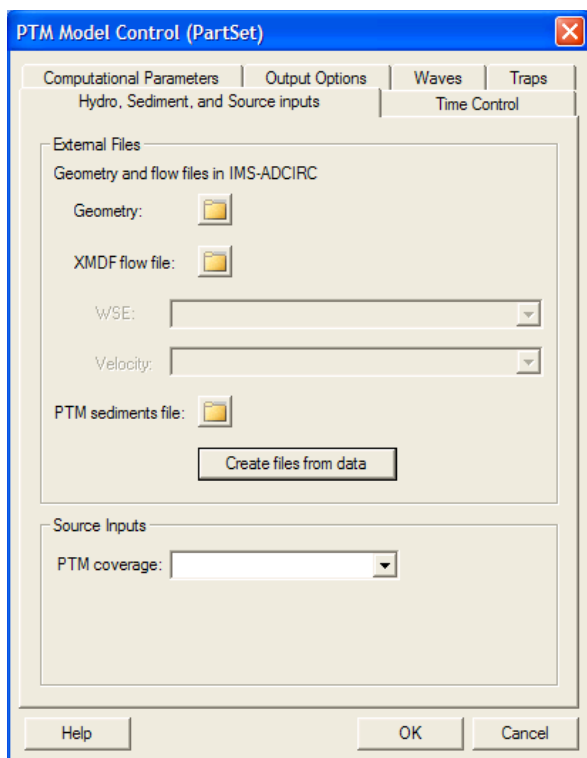 PTM Model Control (PartSet)
Computational Parameters Output Options Waves Traps
Hydro, Sediment, and Source inputs Time Control
External Files
Geometry and flow files in IMS-ADCIRC
Geometry:
XMDF flow file:
WSE:
Velocity:
PTM sediments file:
Create files from data
Source Inputs
PTM coverage:
Help OK Cancel